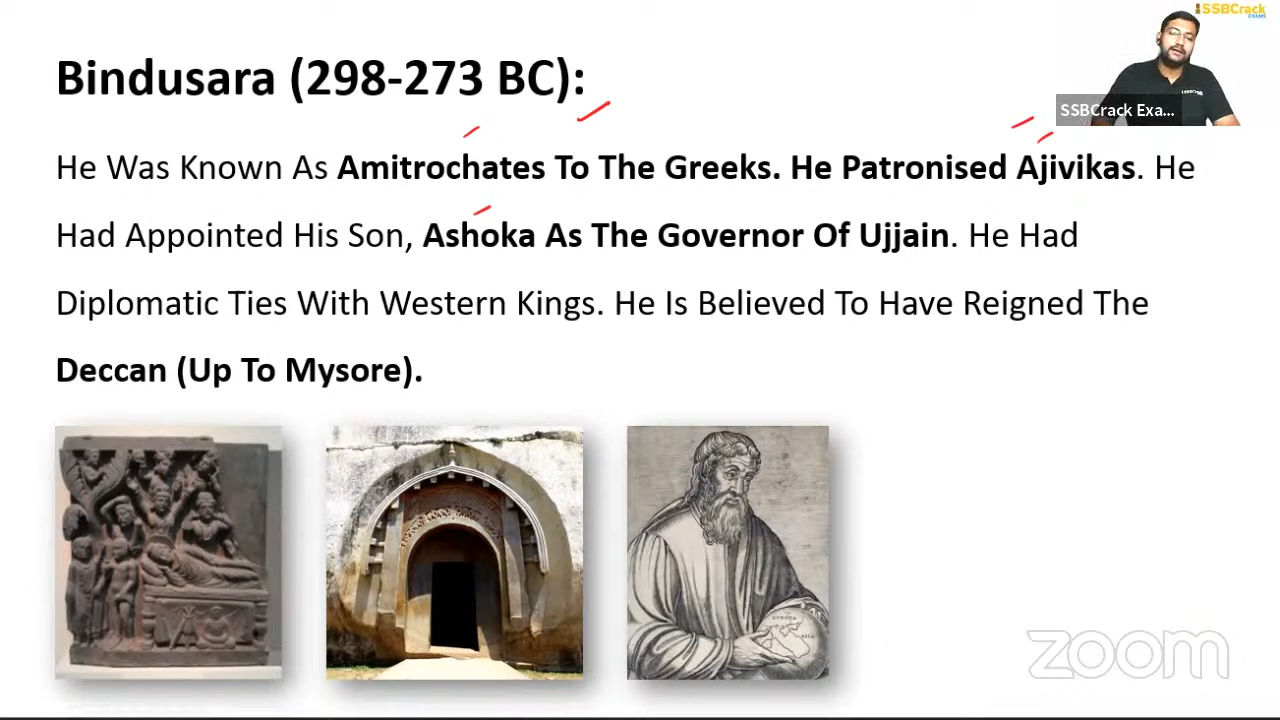 SSBCrack
EXAMS
Bindusara (298-273 BC):
SSBCrack Exa...
He Was Known As Amitrochates To The Greeks. He Patronised Ajivikas. He
Had Appointed His Son, Ashoka As The Governor Of Ujjain. He Had
Diplomatic Ties With Western Kings. He Is Believed To Have Reigned The
Deccan (Up To Mysore).
zoom